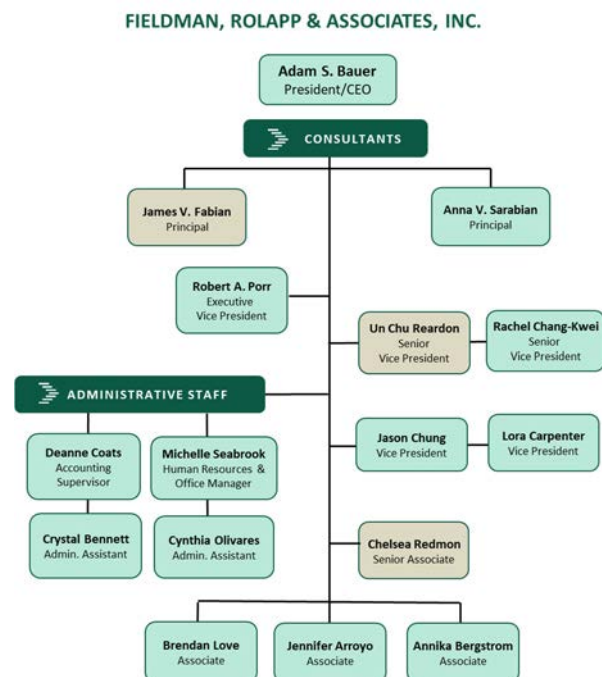 FIELDMAN, ROLAPP & ASSOCIATES, INC.
Adam S. Bauer
President/CEO
CONSULTANTS
James V. Fabian
Principal
Anna V. Sarabian
Principal
Robert A. Porr
Executive
Vice President
Un Chu Reardon
Senior
Vice President
Rachel Chang-Kwei
Senior
Vice President
ADMINISTRATIVE STAFF
Deanne Coats
Accounting
Supervisor
Michelle Seabrook
Human Resources &
Office Manager
Jason Chung
Vice President
Lora Carpenter
Vice President
Crystal Bennett
Admin. Assistant
Cynthia Olivares
Admin. Assistant
Chelsea Redmon
Senior Associate
Brendan Love
Associate
Jennifer Arroyo
Associate
Annika Bergstrom
Associate